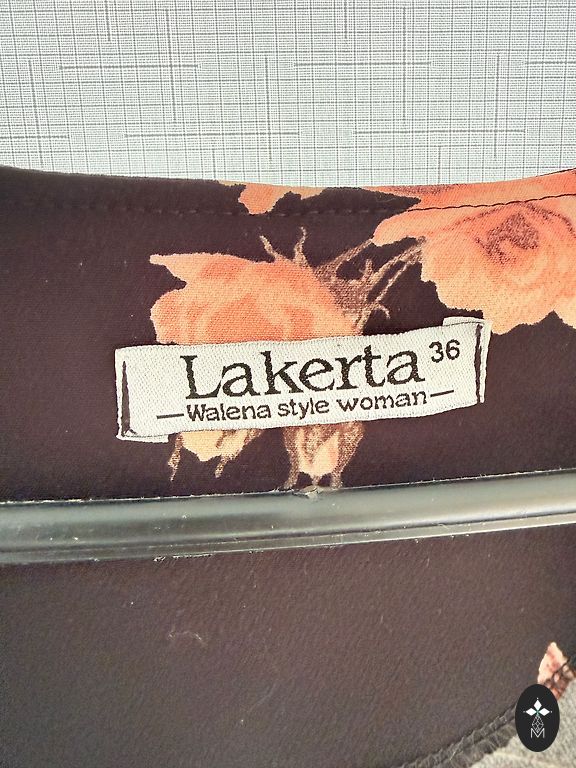 Lakerta 36
—Walena style woman—
M